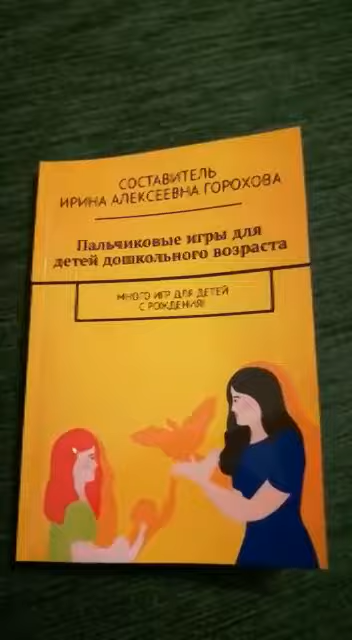 СОСТАВИТЕЛЬ
ИРИНА АЛЕКСЕЕВНА ГОРОХОВА
Пальчиковые игры для
детей дошкольного возраста
МНОГО ИГР ДЛЯ ДЕТЕЙ
С РОЖДЕНИЯ!